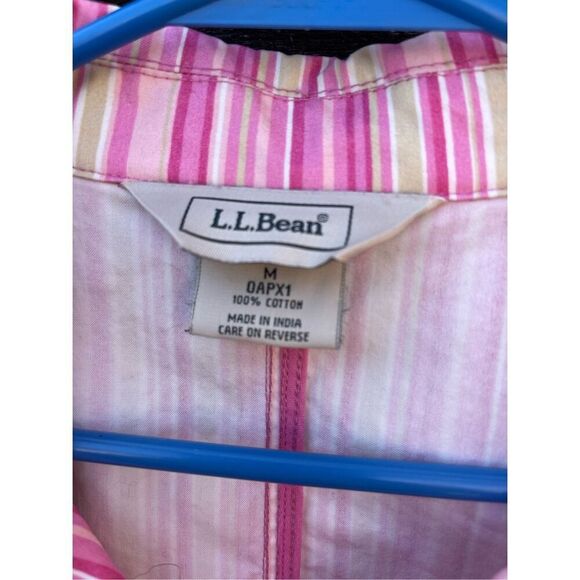 L.L.Bean®
M
0APX1
100% COTTON
MADE IN INDIA
CARE ON REVERSE